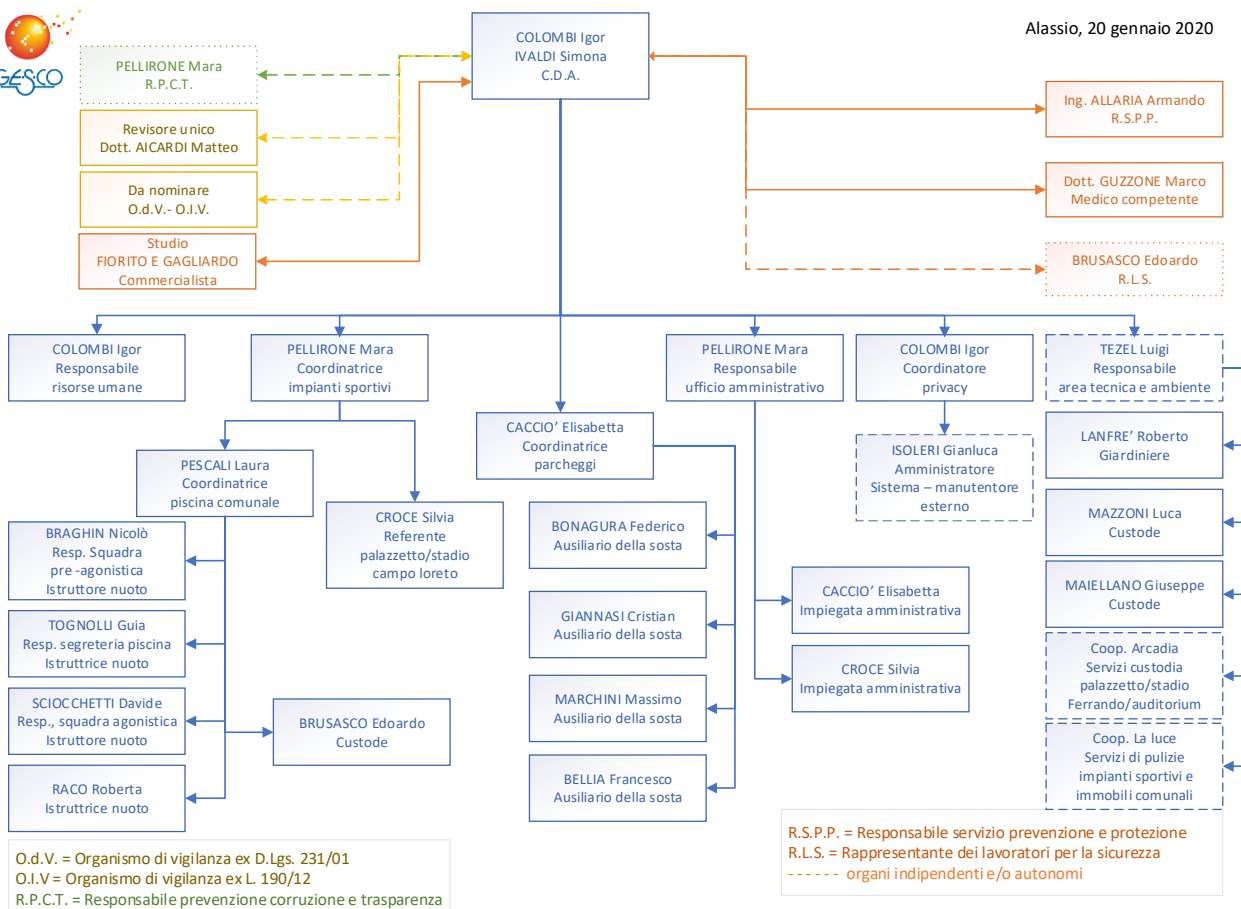 GESCO
Alassio, 20 gennaio 2020
COLOMBI Igor
IVALDI Simona
C.D.A.
PELLIRONE Mara
R.P.C.T.
Revisore unico
Dott. AICARDI Matteo
Da nominare
O.d.V.- O.I.V.
Studio
FIORITO E GAGLIARDO
Commercialista
Ing. ALLARIA Armando
R.S.P.P.
Dott. GUZZONE Marco
Medico competente
BRUSASCO Edoardo
R.L.S.
COLOMBI Igor
Responsabile
risorse umane
PELLIRONE Mara
Coordinatrice
impianti sportivi
CACCIO’ Elisabetta
Coordinatrice
parcheggi
PELLIRONE Mara
Responsabile
ufficio amministrativo
COLOMBI Igor
Coordinatore
privacy
TEZEL Luigi
Responsabile
area tecnica e ambiente
PESCALI Laura
Coordinatrice
piscina comunale
CROCE Silvia
Referente
palazzetto/stadio
campo loreto
BRAGHIN Nicolò
Resp. Squadra
pre -agonistica
Istruttore nuoto
TOGNOLLI Guia
Resp. segreteria piscina
Istruttrice nuoto
SCIOCCHETTI Davide
Resp., squadra agonistica
Istruttore nuoto
RACO Roberta
Istruttrice nuoto
BRUSASCO Edoardo
Custode
BONAGURA Federico
Ausiliario della sosta
GIANNASI Cristian
Ausiliario della sosta
MARCHINI Massimo
Ausiliario della sosta
BELLIA Francesco
Ausiliario della sosta
CACCIO’ Elisabetta
Impiegata amministrativa
CROCE Silvia
Impiegata amministrativa
ISOLERI Gianluca
Amministratore
Sistema – manutentore
esterno
LANFRE’ Roberto
Giardiniere
MAZZONI Luca
Custode
MAIELLANO Giuseppe
Custode
Coop. Arcadia
Servizi custodia
palazzetto/stadio
Ferrando/auditorium
Coop. La luce
Servizi di pulizie
impianti sportivi e
immobili comunali
O.d.V. = Organismo di vigilanza ex D.Lgs. 231/01
O.I.V = Organismo di vigilanza ex L. 190/12
R.P.C.T. = Responsabile prevenzione corruzione e trasparenza
R.S.P.P. = Responsabile servizio prevenzione e protezione
R.L.S. = Rappresentante dei lavoratori per la sicurezza
- - - - - - organi indipendenti e/o autonomi